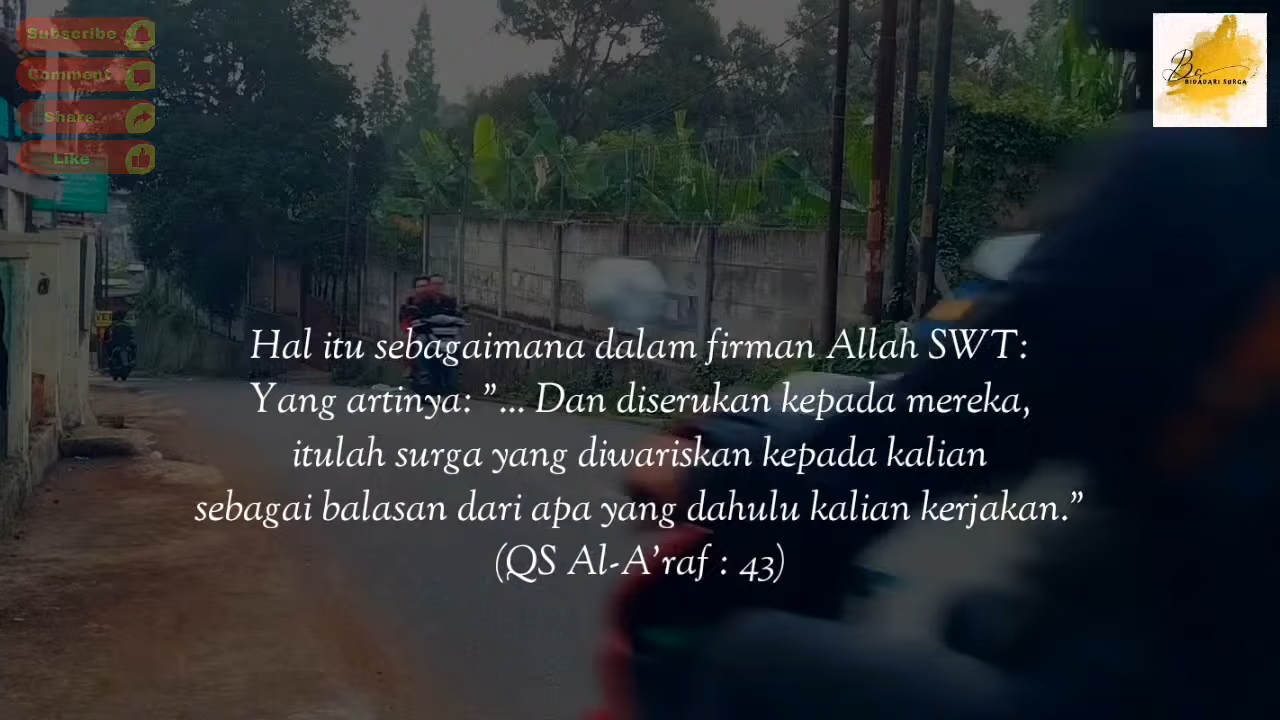 Subscribe
Comment
Share
Like
Bs
BIDADARI SURGA
Hal itu sebagaimana dalam firman Allah SWT:
Yang artinya: ”... Dan diserukan kepada mereka,
itulah surga yang diwariskan kepada kalian
sebagai balasan dari apa yang dahulu kalian kerjakan.”
(QS Al-A’raf : 43)